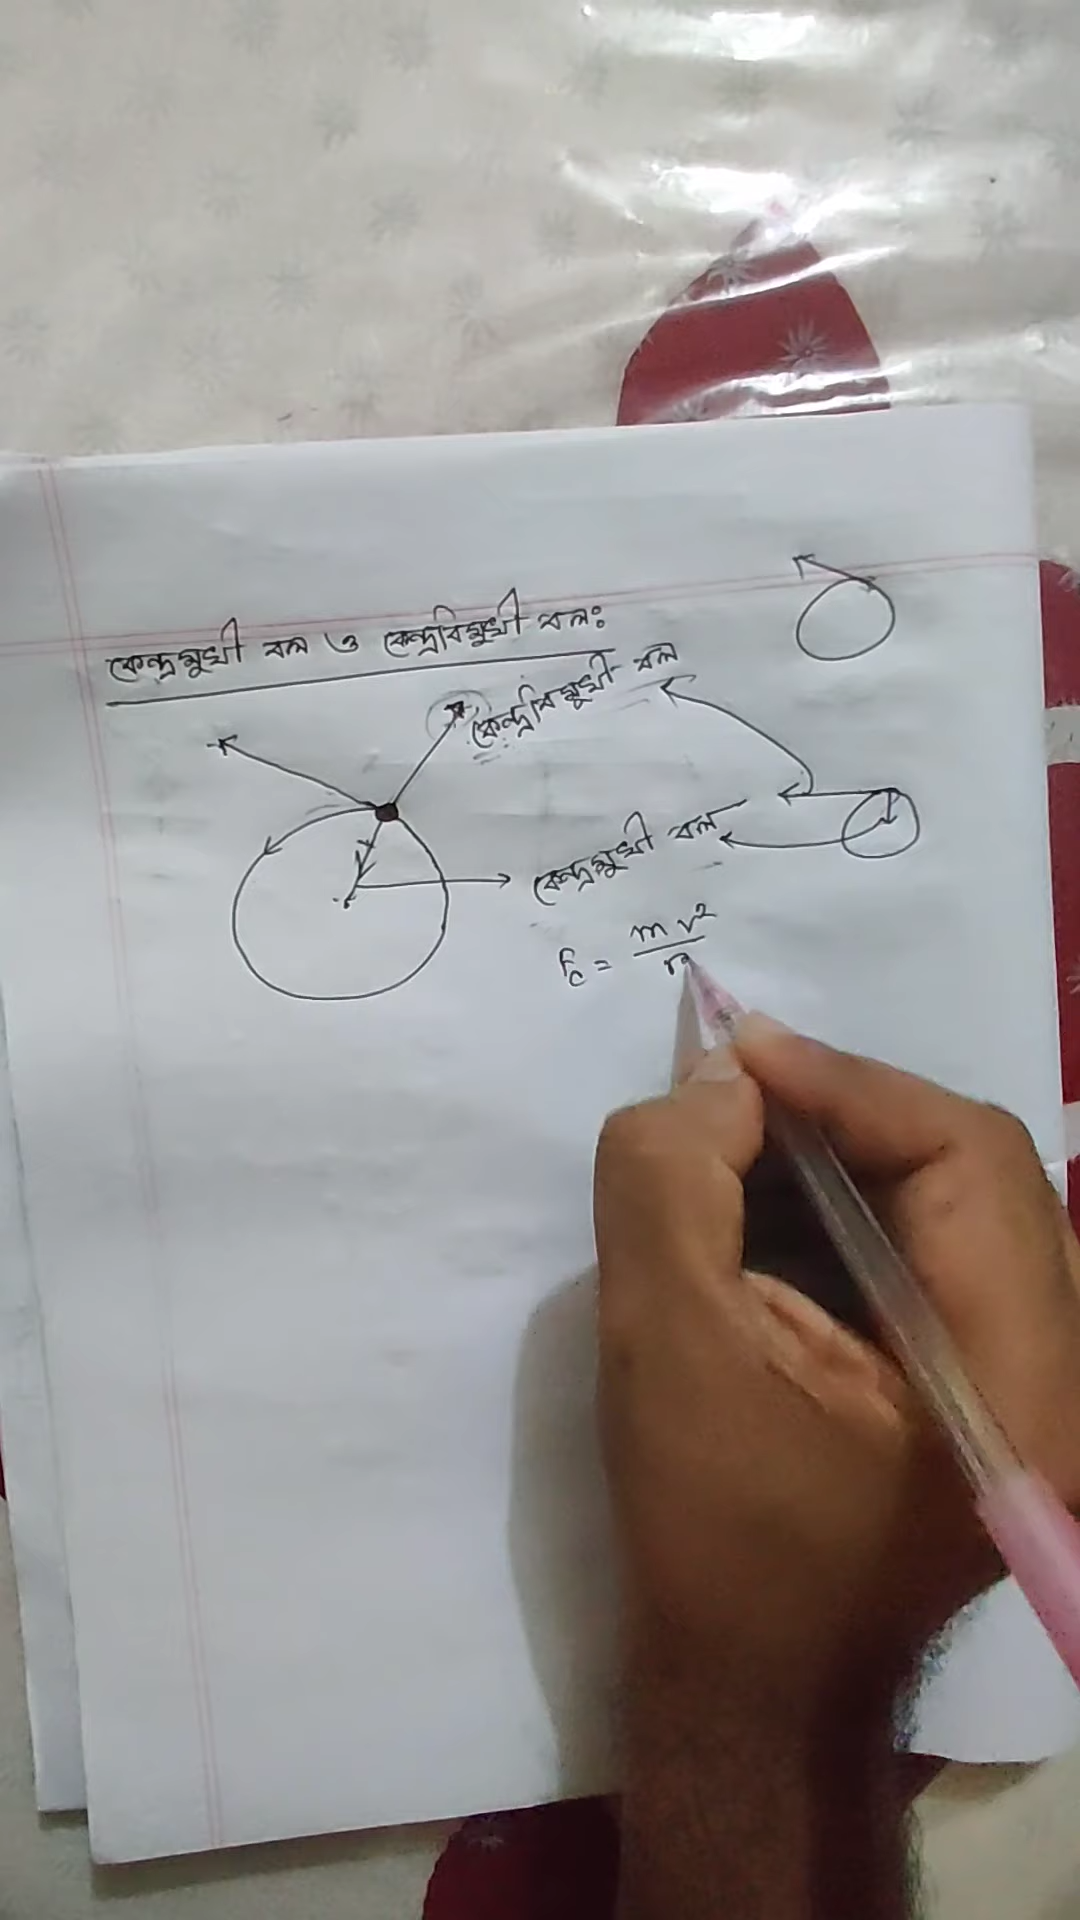 কেন্দ্রমুখী বল ও কেন্দ্রবিমুখী বলঃ
কেন্দ্রবিমুখী বল
কেন্দ্রমুখী বল
Fc = mv²/r